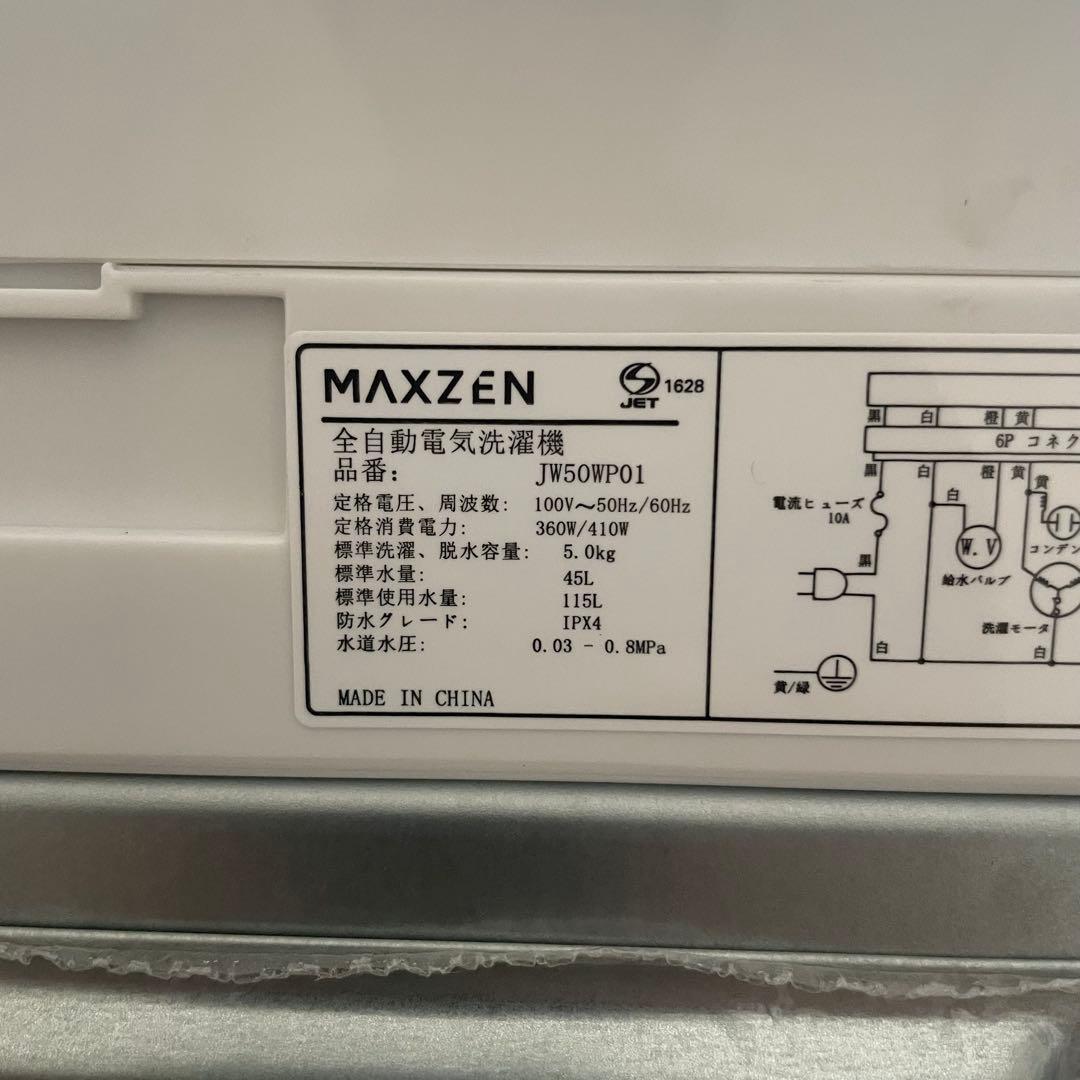 MAXZEN
JET 1628
全自動電気洗濯機
品番: JW50WP01
定格電圧、周波数: 100V～50Hz/60Hz
定格消費電力: 360W/410W
標準洗濯、脱水容量: 5.0kg
標準水量: 45L
標準使用水量: 115L
防水グレード: IPX4
水道水圧: 0.03 - 0.8MPa
MADE IN CHINA
黒 白 橙 黄
6P コネク
黒 白 橙 黄
白 黄
電流ヒューズ
10A
W.V
コンデン
黒
給水バルブ
洗濯モータ
白 白
黄/緑